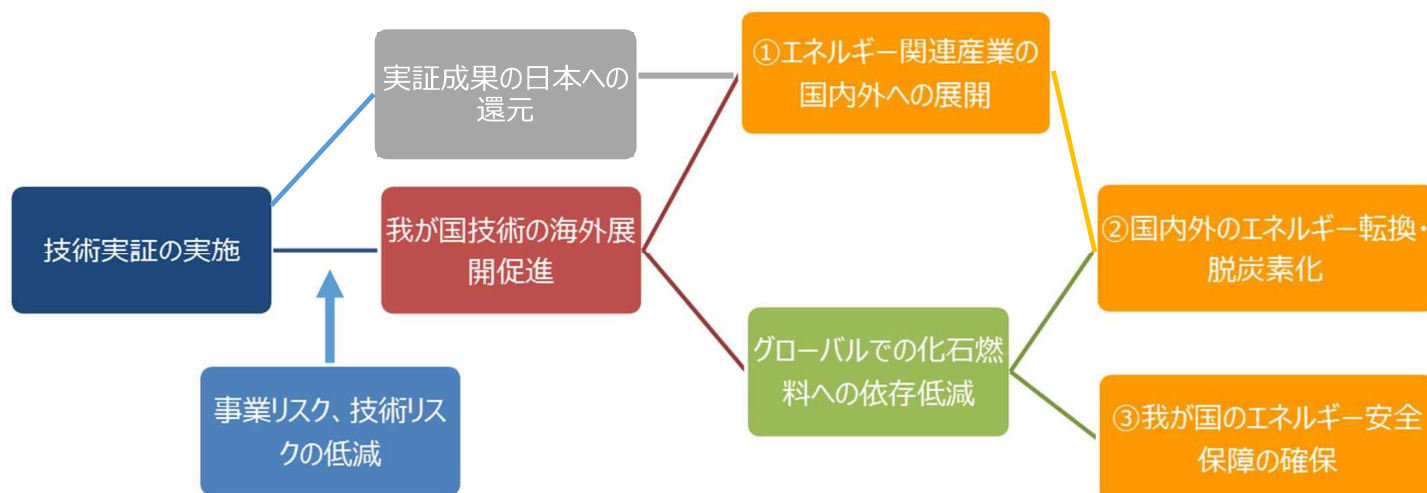 実証成果の日本への
還元
①エネルギー関連産業の
国内外への展開
技術実証の実施
我が国技術の海外展
開促進
②国内外のエネルギー転換・
脱炭素化
事業リスク、技術リス
クの低減
グローバルでの化石燃
料への依存低減
③我が国のエネルギー安全
保障の確保